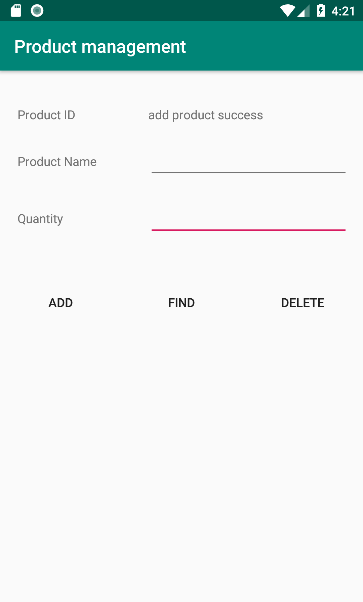 4:21
Product management
Product ID add product success
Product Name
Quantity
ADD FIND DELETE